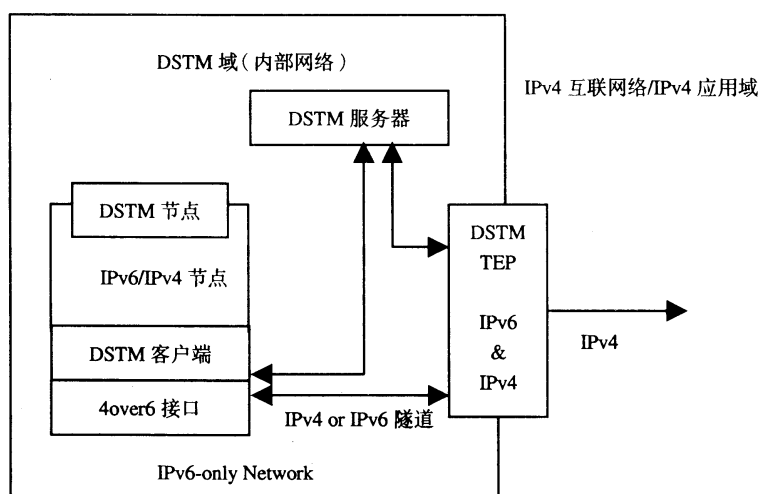 DSTM 域（内部网络）
IPv4 互联网络/IPv4 应用域
DSTM 服务器
DSTM 节点
IPv6/IPv4 节点
DSTM 客户端
4over6 接口
DSTM
TEP
IPv6
&
IPv4
IPv4
IPv4 or IPv6 隧道
IPv6-only Network